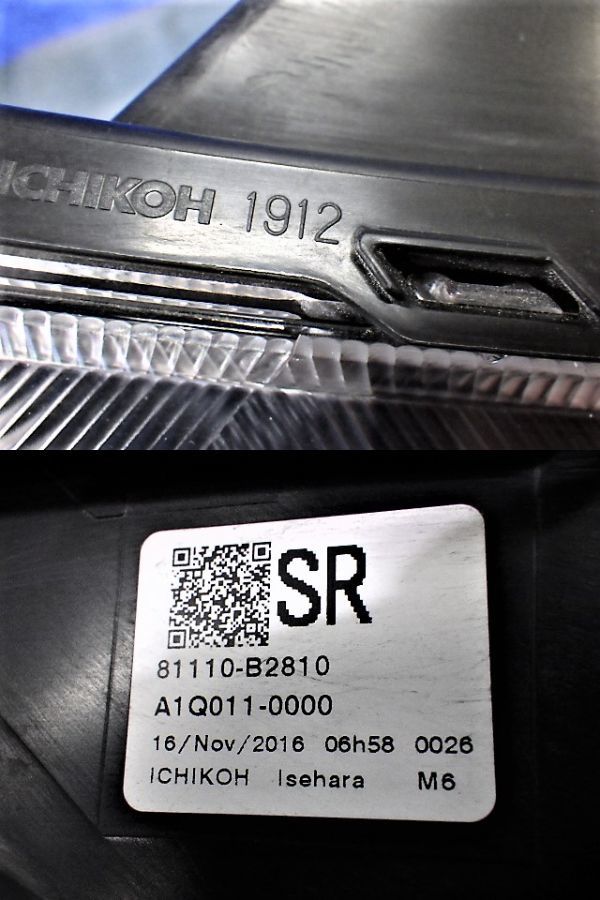 ICHIKOH 1912
SR
81110-B2810
A1Q011-0000
16/Nov/2016 06h58 0026
ICHIKOH Isehara M6